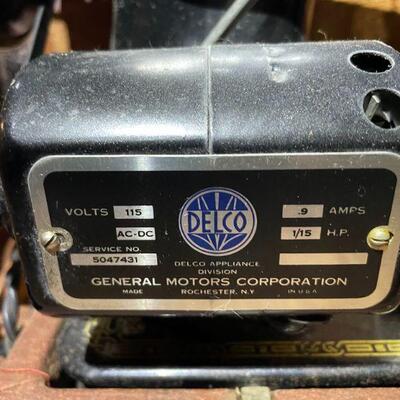 VOLTS 115
AC-DC
SERVICE NO.
5047431
DELCO
.9 AMPS
1/15 H.P.
DELCO APPLIANCE
DIVISION
GENERAL MOTORS CORPORATION
MADE ROCHESTER, N.Y IN U.S.A